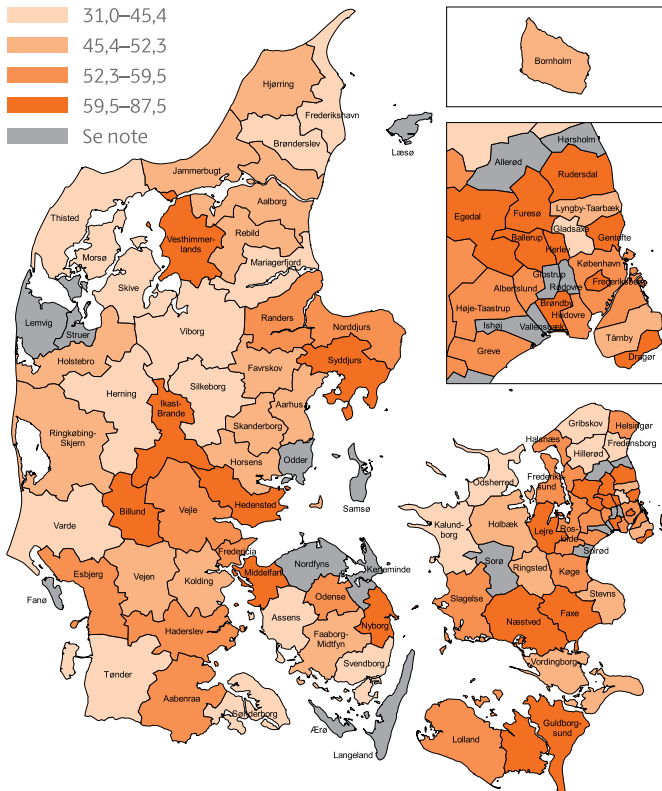 31,0–45,4
45,4–52,3
52,3–59,5
59,5–87,5
Se note
Bornholm
Hjørring
Frederikshavn
Brønderslev
Læsø
Jammerbugt
Thisted
Aalborg
Vesthimmer-
lands
Rebild
Morsø
Mariagerfjord
Skive
Lemvig
Struer
Viborg
Randers
Norddjurs
Holstebro
Favrskov
Syddjurs
Herning
Silkeborg
Ikast-
Brande
Aarhus
Skanderborg
Ringkøbing-
Skjern
Horsens
Odder
Samsø
Hedensted
Billund
Vejle
Varde
Fredericia
Esbjerg
Vejen
Kolding
Fanø
Middelfart
Nordfyns
Kerteminde
Odense
Assens
Nyborg
Faaborg-
Midtfyn
Haderslev
Svendborg
Tønder
Aabenraa
Sønderborg
Ærø
Langeland
Allerød
Hørsholm
Rudersdal
Egedal
Furesø
Lyngby-Taarbæk
Gladsaxe
Ballerup
Herlev
Gentofte
København
Glostrup
Rødovre
Frederiksberg
Albertslund
Høje-Taastrup
Brøndby
Hvidovre
Ishøj
Vallensbæk
Tårnby
Greve
Dragør
Gribskov
Helsingør
Halsnæs
Fredensborg
Hillerød
Odsherred
Frederiks-
sund
Kalund-
borg
Holbæk
Lejre
Ros-
kilde
Solrød
Sorø
Ringsted
Køge
Stevns
Slagelse
Næstved
Faxe
Vordingborg
Guldborg-
sund
Lolland